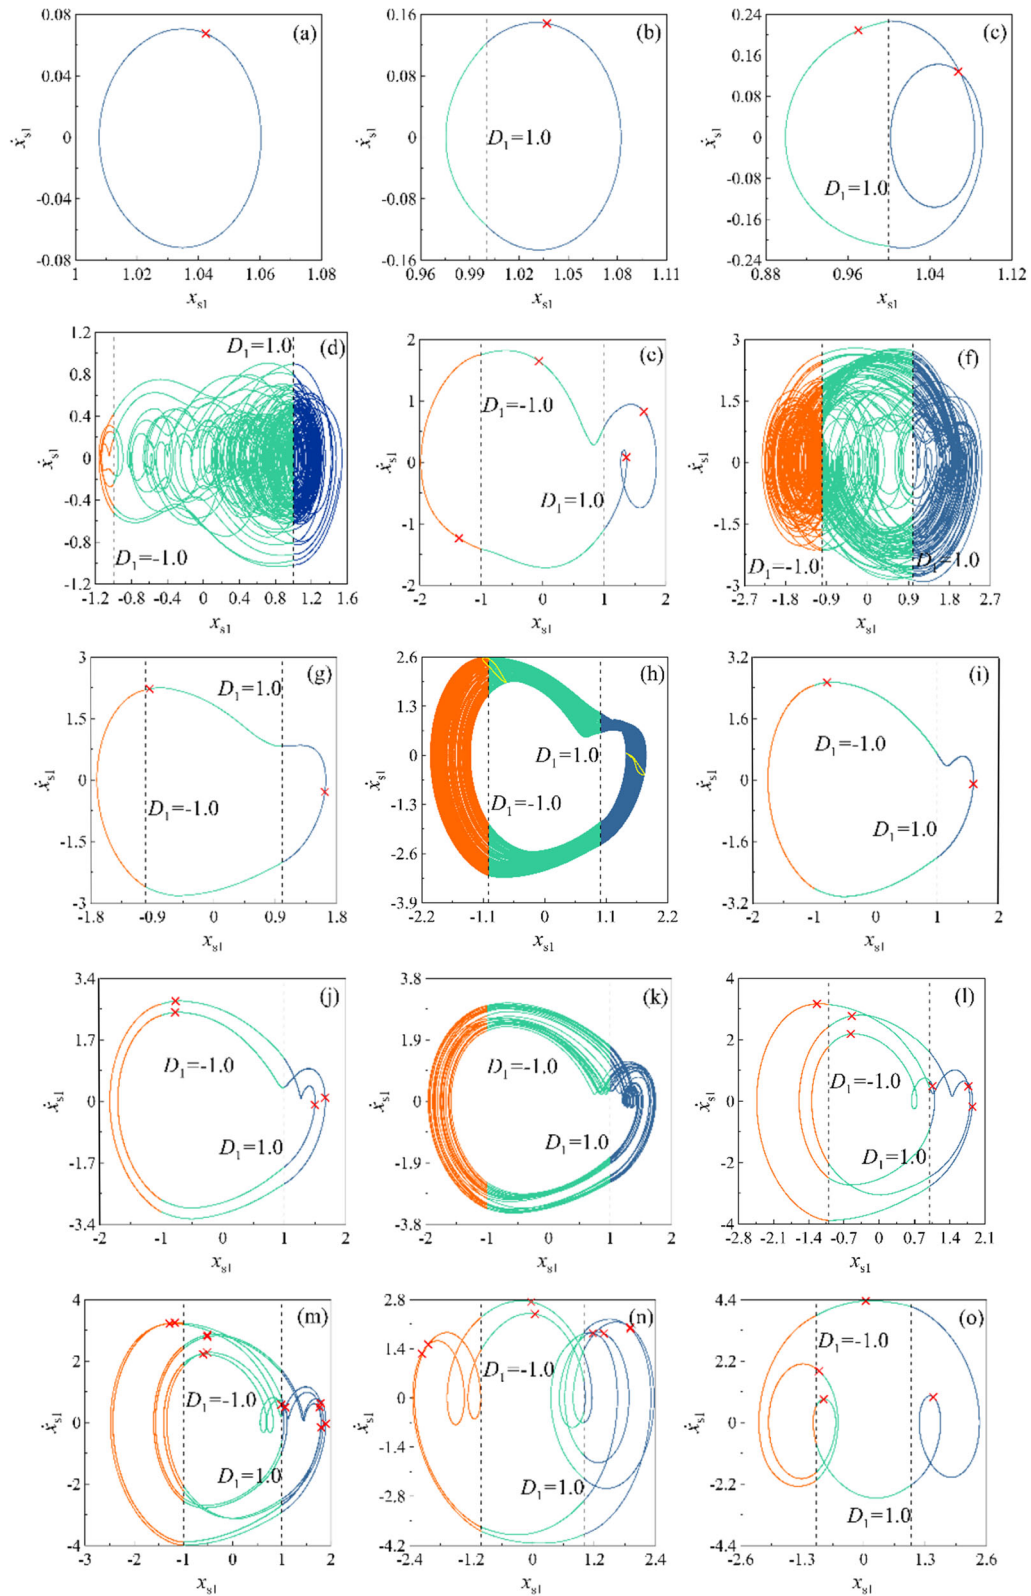 0.08
(a)
0.04
0
-0.04
-0.08
1
1.02
1.04
1.06
1.08
ẋs1
xs1
0.16
(b)
0.08
0
D1=1.0
-0.08
-0.16
0.96
0.99
1.02
1.05
1.08
1.11
ẋs1
xs1
0.24
(c)
0.16
0.08
0
-0.08
D1=1.0
-0.16
-0.24
0.88
0.96
1.04
1.12
ẋs1
xs1
1.2
D1=1.0
(d)
0.8
0.4
0
-0.4
-0.8
D1=-1.0
-1.2
-1.2
-0.8
-0.4
0
0.4
0.8
1.2
1.6
ẋs1
xs1
2
(e)
1
D1=-1.0
0
D1=1.0
-1
-2
-2
-1
0
1
2
ẋs1
xs1
3.0
(f)
1.5
0
-1.5
D1=-1.0
D1=1.0
-3
-2.7
-1.8
-0.9
0
0.9
1.8
2.7
ẋs1
xs1
3
(g)
D1=1.0
1.5
0
D1=-1.0
-1.5
-3
-1.8
-0.9
0
0.9
1.8
ẋs1
xs1
2.6
(h)
1.3
D1=1.0
0
D1=-1.0
-1.3
-2.6
-3.9
-2.2
-1.1
0
1.1
2.2
ẋs1
xs1
3.2
(i)
1.6
D1=-1.0
0
D1=1.0
-1.6
-3.2
-2
-1
0
1
2
ẋs1
xs1
3.4
(j)
1.7
D1=-1.0
0
D1=1.0
-1.7
-3.4
-2
-1
0
1
2
ẋs1
xs1
3.8
(k)
1.9
D1=-1.0
0
D1=1.0
-1.9
-3.8
-2
-1
0
1
2
ẋs1
xs1
4
(l)
2
D1=-1.0
0
D1=1.0
-2
-4
-2.8
-2.1
-1.4
-0.7
0
0.7
1.4
2.1
ẋs1
xs1
4
(m)
2
D1=-1.0
0
D1=1.0
-2
-4
-3
-2
-1
0
1
2
3
ẋs1
xs1
2.8
(n)
1.4
D1=-1.0
0
-1.4
D1=1.0
-2.8
-4.2
-2.4
-1.2
0
1.2
2.4
ẋs1
xs1
4.4
(o)
D1=-1.0
2.2
0
-2.2
D1=1.0
-4.4
-2.6
-1.3
0
1.3
2.6
ẋs1
xs1